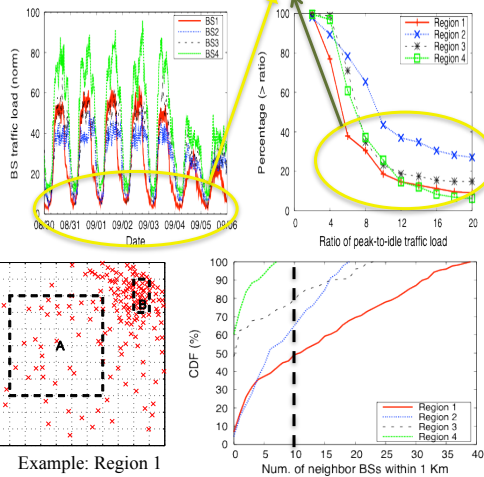 BS traffic load (norm)
100
80
60
40
20
0
BS1
BS2
BS3
BS4
08/30 08/31 09/01 09/02 09/03 09/04 09/05 09/06
Date
Percentage (> ratio)
100
80
60
40
20
0
Region 1
Region 2
Region 3
Region 4
0 4 8 12 16 20
Ratio of peak-to-idle traffic load
A
B
Example: Region 1
CDF (%)
100
90
80
70
60
50
40
30
20
10
0
Region 1
Region 2
Region 3
Region 4
0 5 10 15 20 25 30 35 40
Num. of neighbor BSs within 1 Km